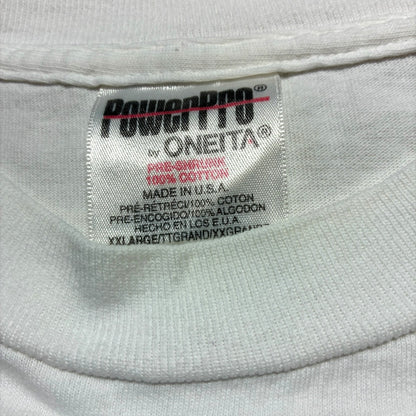 PowerPro®
by ONEITA®
PRE-SHRUNK
100% COTTON
MADE IN U.S.A.
PRÉ-RÉTRÉCI/100% COTON
PRE-ENCOGIDO/100% ALGODON
HECHO EN LOS E.U.A.
XXLARGE/TTGRAND/XXGRANDE